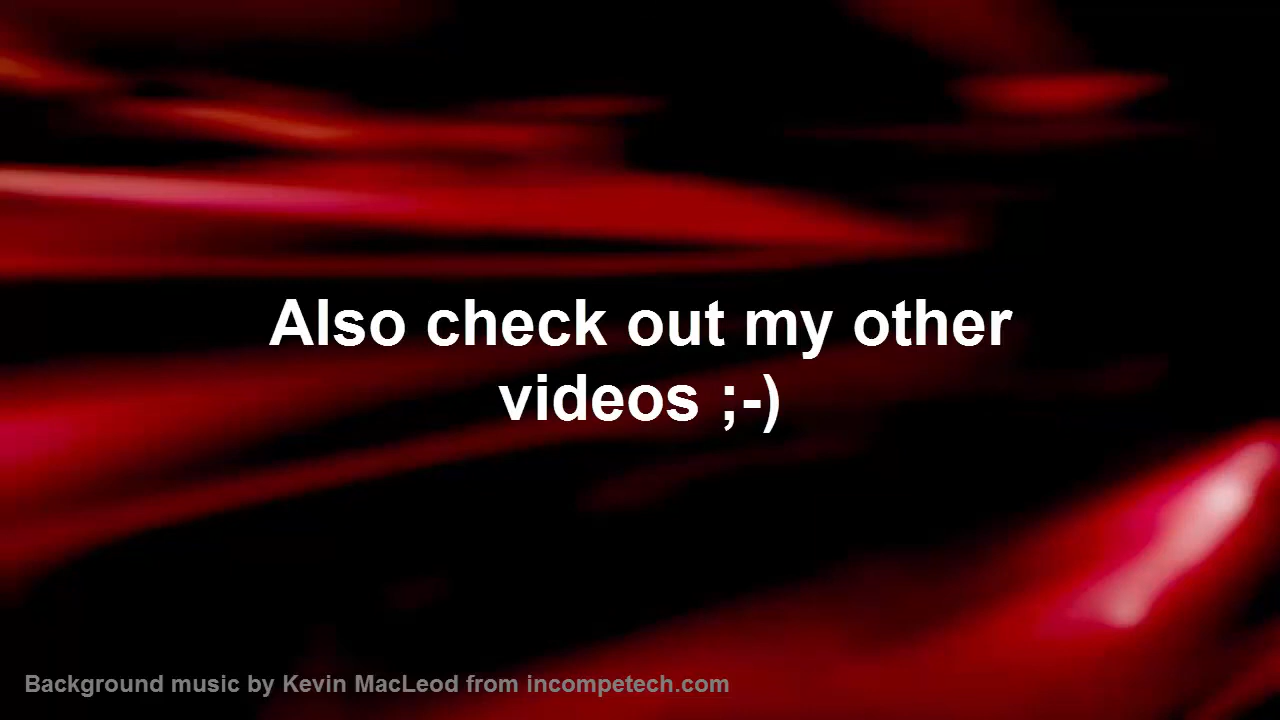 Also check out my other
videos ;-)
Background music by Kevin MacLeod from incompetech.com